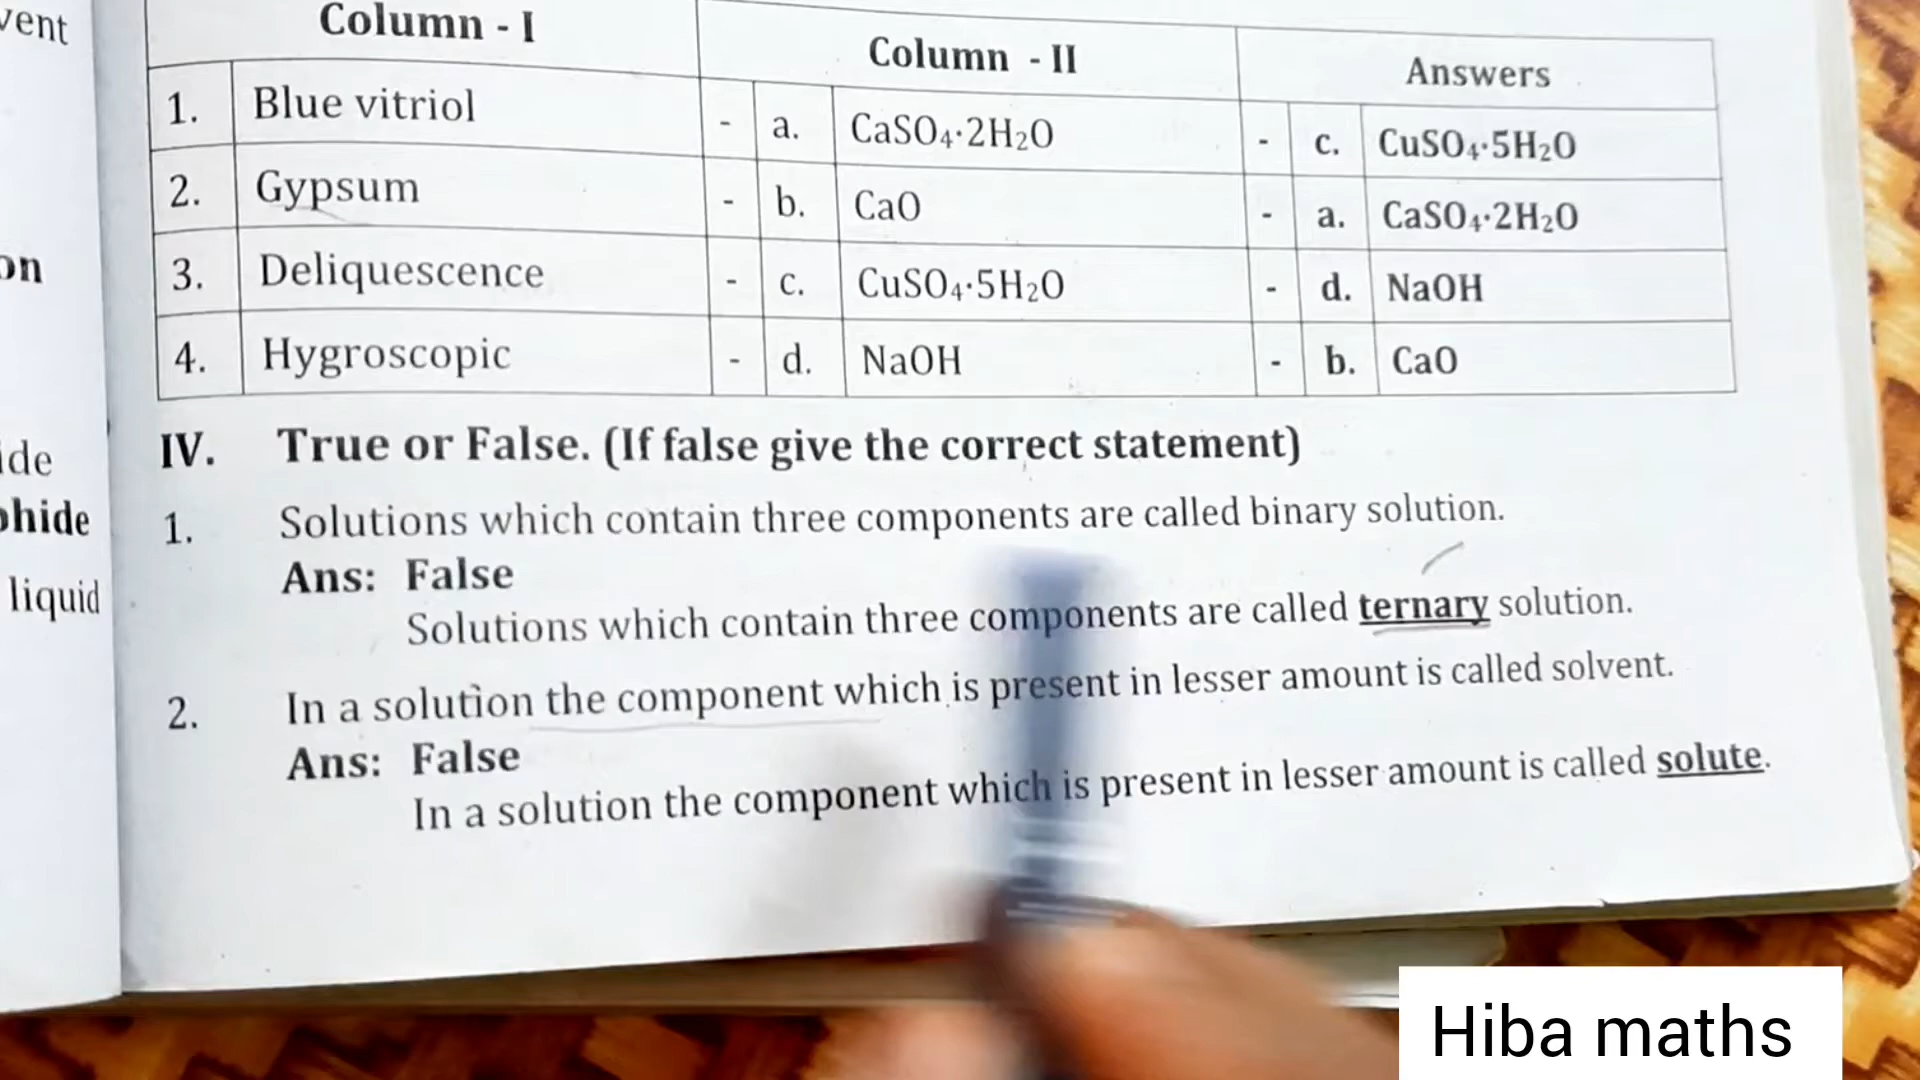 vent
on
ide
phide
liquid
Column - I Column - II Answers
1. Blue vitriol - a. CaSO₄·2H₂O - c. CuSO₄·5H₂O
2. Gypsum - b. CaO - a. CaSO₄·2H₂O
3. Deliquescence - c. CuSO₄·5H₂O - d. NaOH
4. Hygroscopic - d. NaOH - b. CaO
IV. True or False. (If false give the correct statement)
1. Solutions which contain three components are called binary solution.
Ans: False
Solutions which contain three components are called ternary solution.
2. In a solution the component which is present in lesser amount is called solvent.
Ans: False
In a solution the component which is present in lesser amount is called solute.
Hiba maths